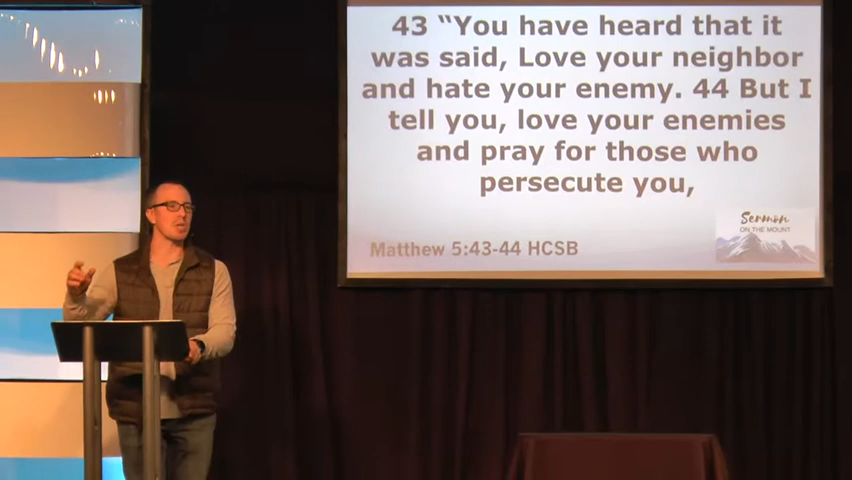 43 “You have heard that it
was said, Love your neighbor
and hate your enemy. 44 But I
tell you, love your enemies
and pray for those who
persecute you,
Matthew 5:43-44 HCSB
Sermon
ON THE MOUNT